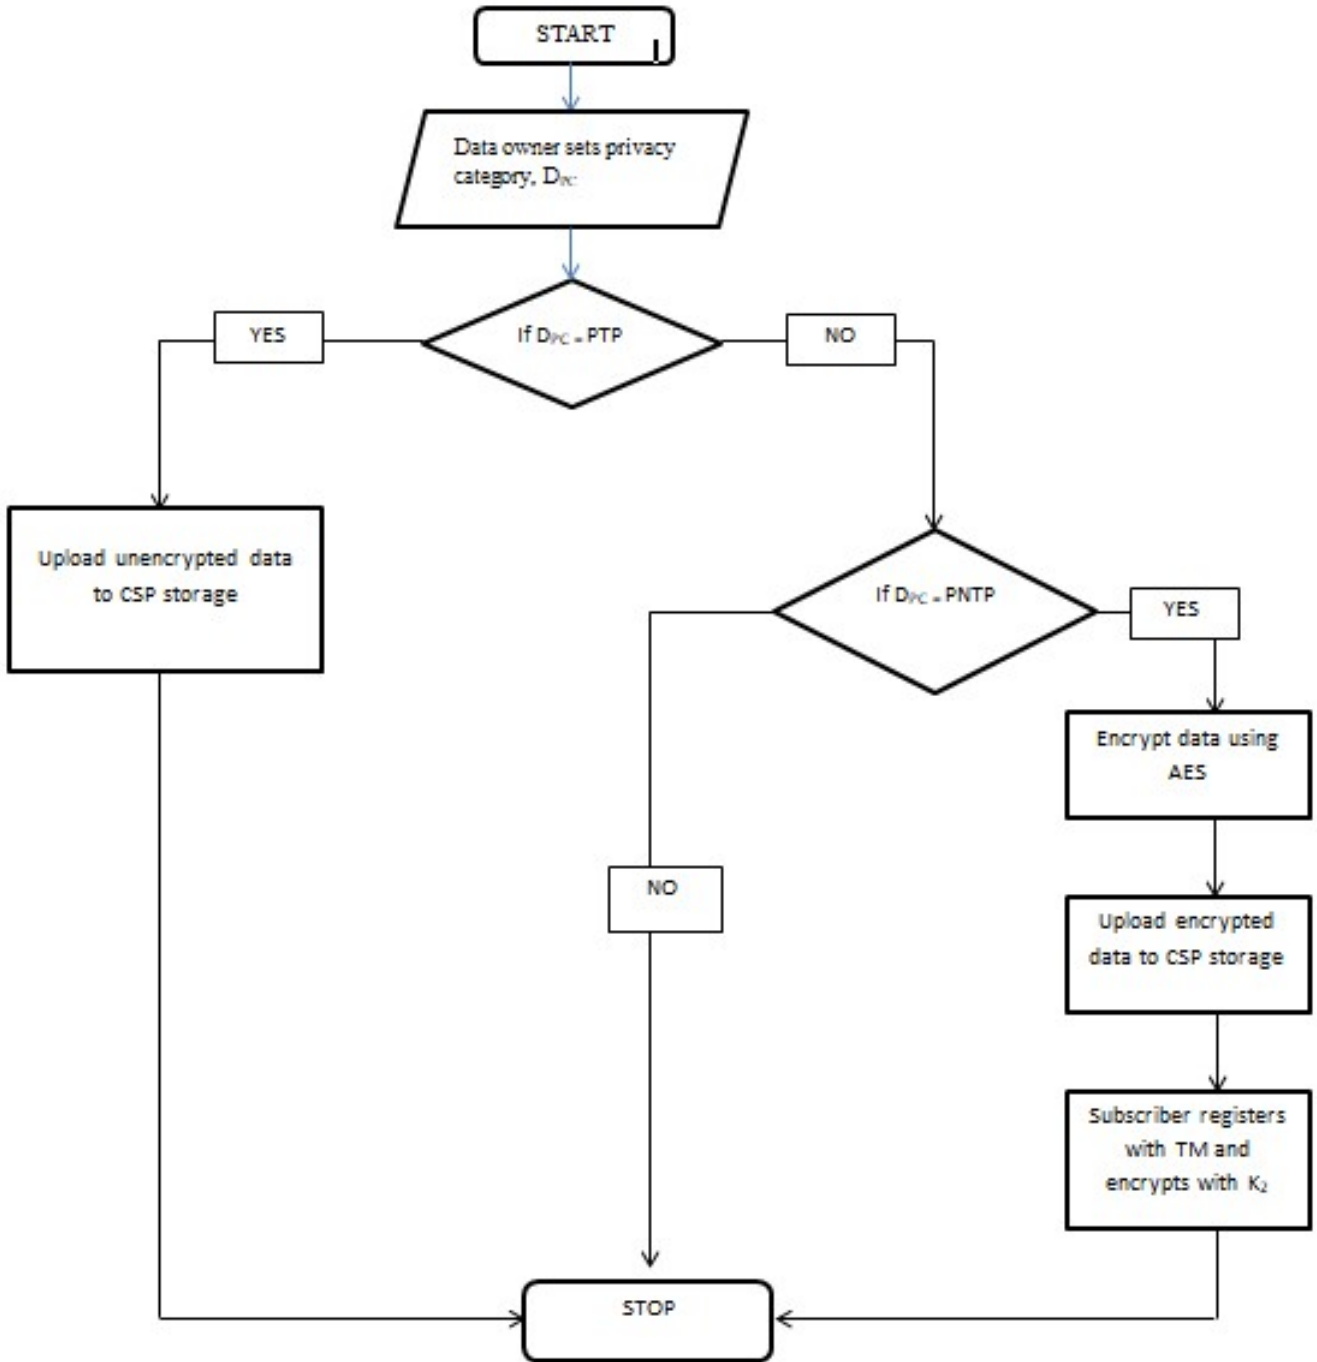 START
Data owner sets privacy
category, DPC
If DPC = PTP
YES
NO
Upload unencrypted data
to CSP storage
If DPC = PNTP
YES
Encrypt data using
AES
NO
Upload encrypted
data to CSP storage
Subscriber registers
with TM and
encrypts with K2
STOP